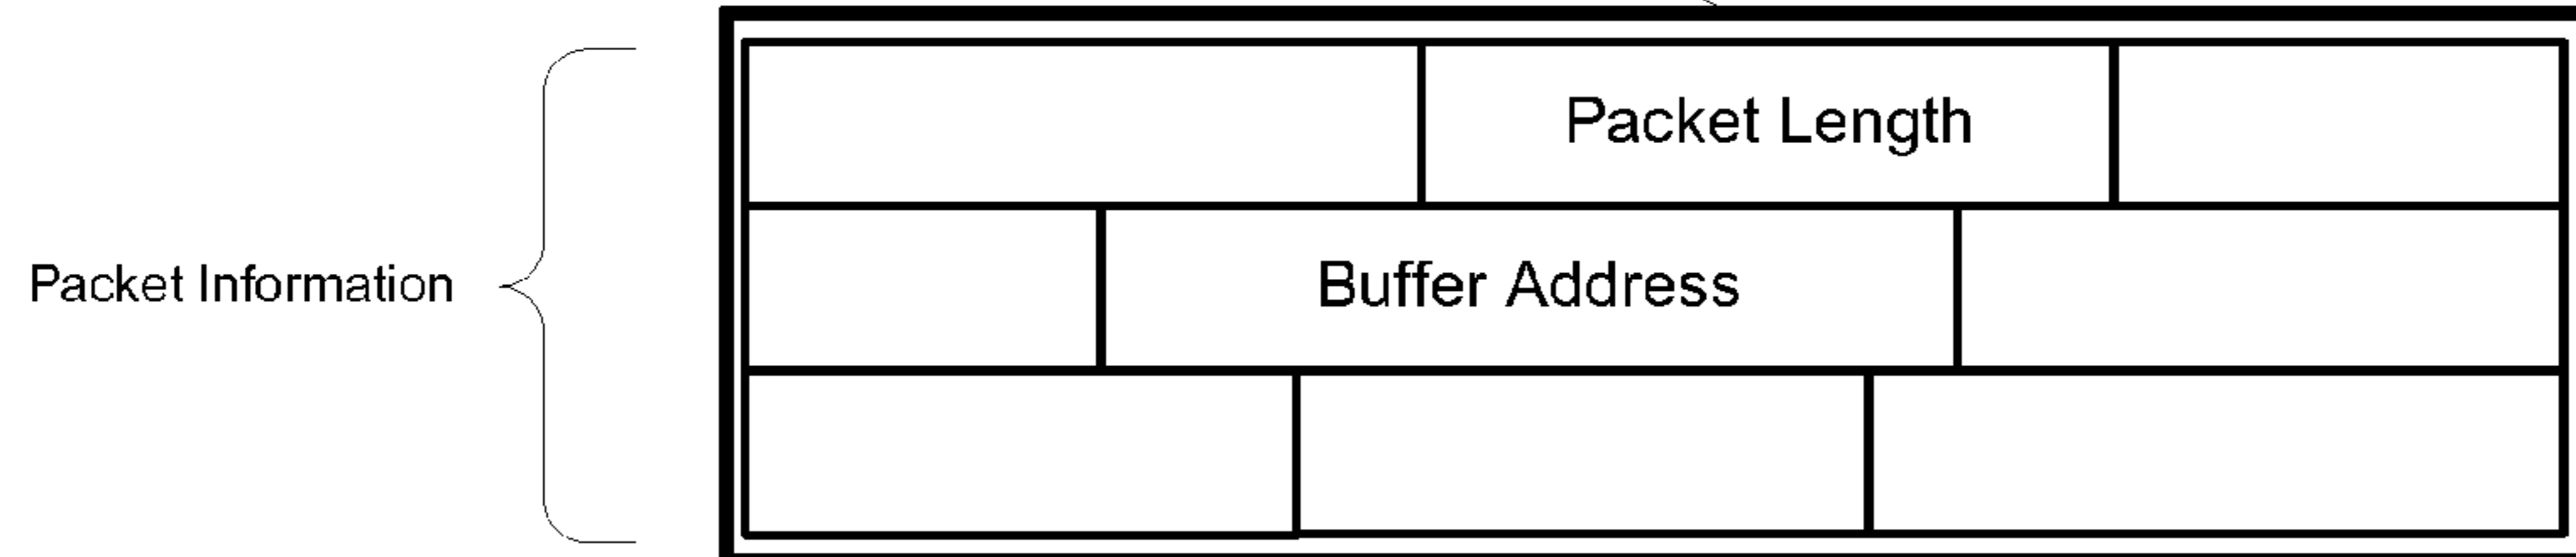 Packet Length
Packet Information
Buffer Address